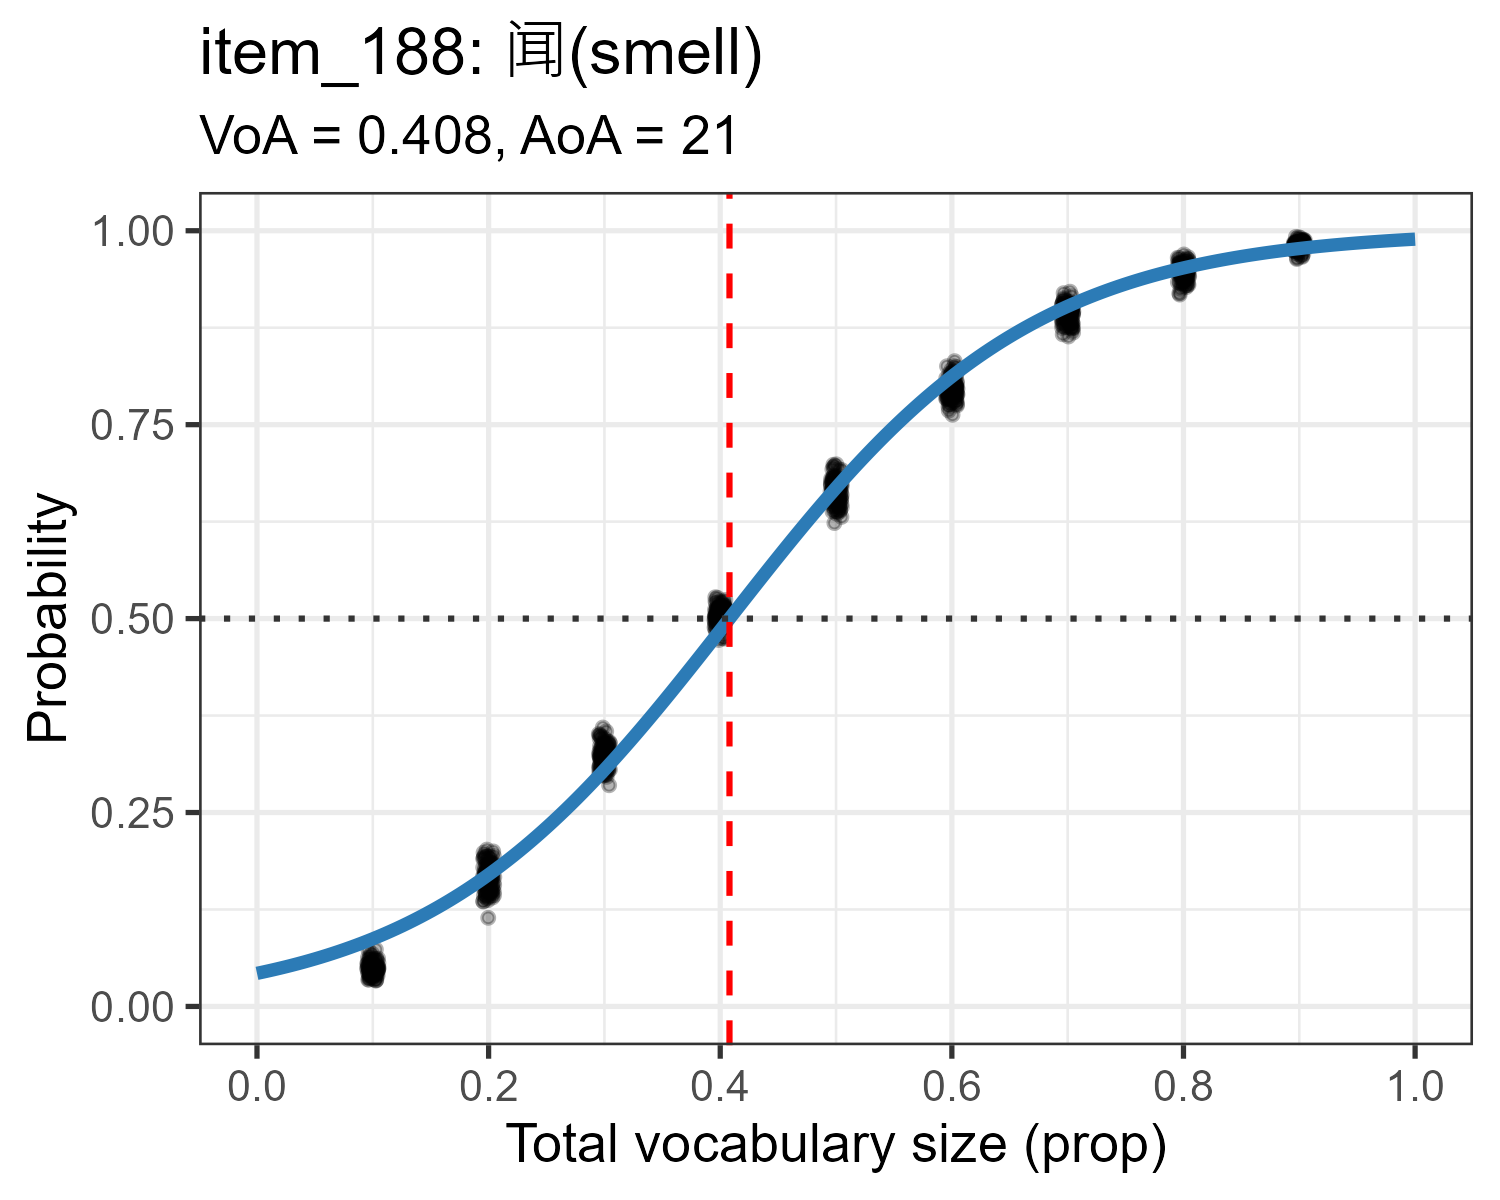 item_188: 闻(smell)
VoA = 0.408, AoA = 21
1.00
0.75
0.50
0.25
0.00
Probability
0.0 0.2 0.4 0.6 0.8 1.0
Total vocabulary size (prop)